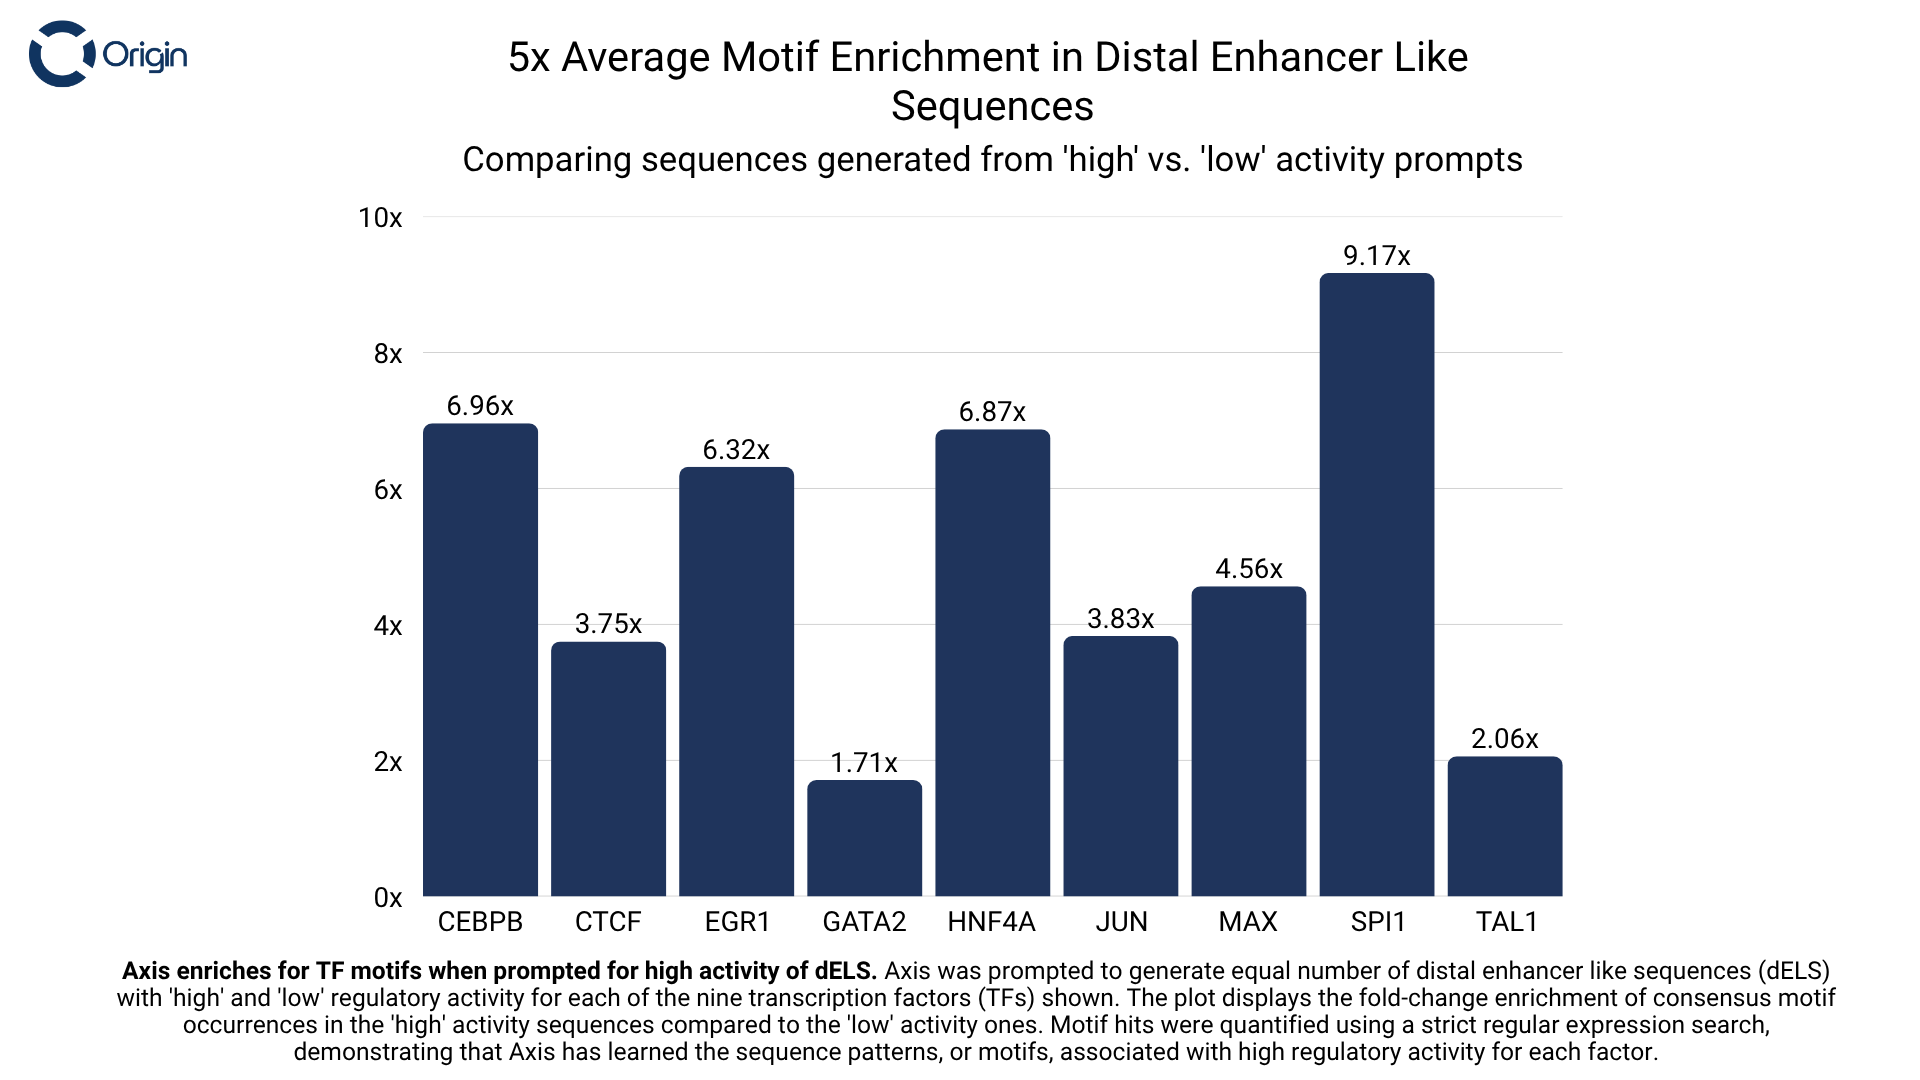 Origin
5x Average Motif Enrichment in Distal Enhancer Like
Sequences
Comparing sequences generated from 'high' vs. 'low' activity prompts
10x
8x
6x
4x
2x
0x
6.96x
3.75x
6.32x
1.71x
6.87x
3.83x
4.56x
9.17x
2.06x
CEBPB
CTCF
EGR1
GATA2
HNF4A
JUN
MAX
SPI1
TAL1
Axis enriches for TF motifs when prompted for high activity of dELS. Axis was prompted to generate equal number of distal enhancer like sequences (dELS)
with 'high' and 'low' regulatory activity for each of the nine transcription factors (TFs) shown. The plot displays the fold-change enrichment of consensus motif
occurrences in the 'high' activity sequences compared to the 'low' activity ones. Motif hits were quantified using a strict regular expression search,
demonstrating that Axis has learned the sequence patterns, or motifs, associated with high regulatory activity for each factor.